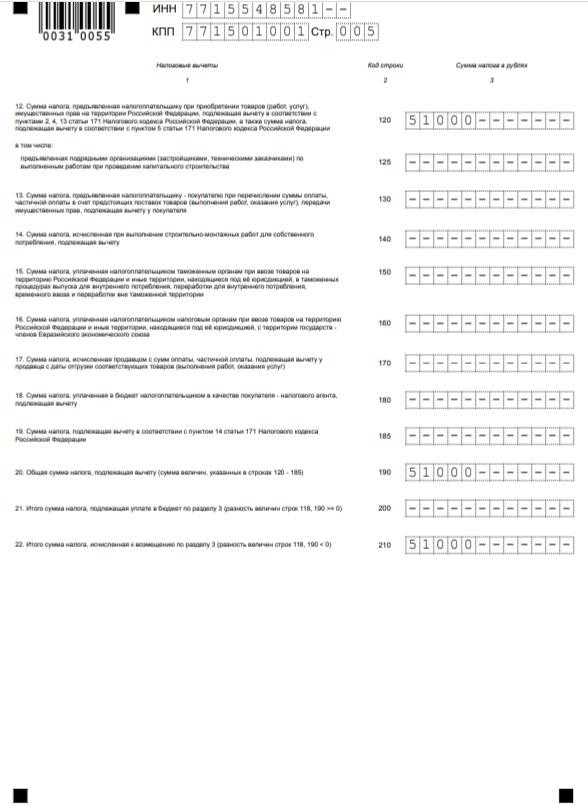 ИНН 7715548581--
0031 0055
КПП 771501001 Стр. 005
Налоговые вычеты Код строки Сумма налога в рублях
1 2 3
12. Сумма налога, предъявленная налогоплательщику при приобретении товаров (работ, услуг),
имущественных прав на территории Российской Федерации, подлежащая вычету в соответствии с
пунктами 2, 4, 13 статьи 171 Налогового кодекса Российской Федерации, а также сумма налога,
подлежащая вычету в соответствии с пунктом 5 статьи 171 Налогового кодекса Российской Федерации
120 51000-------
в том числе:
предъявленная подрядными организациями (застройщиками, техническими заказчиками) по
выполненным работам при проведении капитального строительства
125 ------------
13. Сумма налога, предъявленная налогоплательщику - покупателю при перечислении суммы оплаты,
частичной оплаты в счет предстоящих поставок товаров (выполнения работ, оказания услуг), передачи
имущественных прав, подлежащая вычету у покупателя
130 ------------
14. Сумма налога, исчисленная при выполнении строительно-монтажных работ для собственного
потребления, подлежащая вычету
140 ------------
15. Сумма налога, уплаченная налогоплательщиком таможенным органам при ввозе товаров на
территорию Российской Федерации и иные территории, находящиеся под её юрисдикцией, в таможенных
процедурах выпуска для внутреннего потребления, переработки для внутреннего потребления,
временного ввоза и переработки вне таможенной территории
150 ------------
16. Сумма налога, уплаченная налогоплательщиком налоговым органам при ввозе товаров на территорию
Российской Федерации и иные территории, находящиеся под её юрисдикцией, с территории государств -
членов Евразийского экономического союза
160 ------------
17. Сумма налога, исчисленная продавцом с сумм оплаты, частичной оплаты, подлежащая вычету у
продавца с даты отгрузки соответствующих товаров (выполнения работ, оказания услуг)
170 ------------
18. Сумма налога, уплаченная в бюджет налогоплательщиком в качестве покупателя - налогового агента,
подлежащая вычету
180 ------------
19. Сумма налога, подлежащая вычету в соответствии с пунктом 14 статьи 171 Налогового кодекса
Российской Федерации
185 ------------
20. Общая сумма налога, подлежащая вычету (сумма величин, указанных в строках 120 - 185) 190 51000-------
21. Итого сумма налога, подлежащая уплате в бюджет по разделу 3 (разность величин строк 118, 190 >= 0) 200 ------------
22. Итого сумма налога, исчисленная к возмещению по разделу 3 (разность величин строк 118, 190 < 0) 210 51000-------